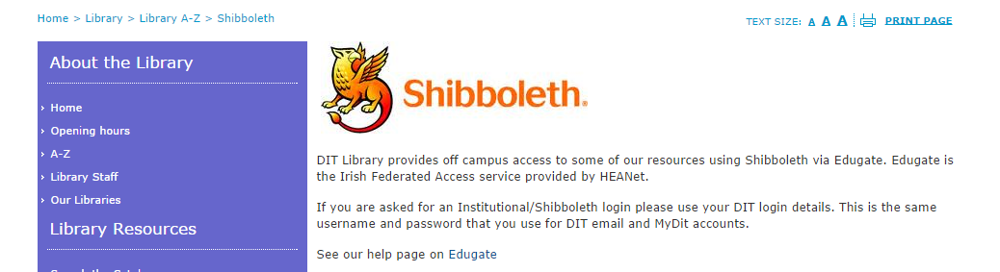 Home > Library > Library A-Z > Shibboleth
TEXT SIZE: A A A PRINT PAGE
About the Library
› Home
› Opening hours
› A-Z
› Library Staff
› Our Libraries
Library Resources
Shibboleth®
DIT Library provides off campus access to some of our resources using Shibboleth via Edugate. Edugate is
the Irish Federated Access service provided by HEANet.
If you are asked for an Institutional/Shibboleth login please use your DIT login details. This is the same
username and password that you use for DIT email and MyDit accounts.
See our help page on Edugate